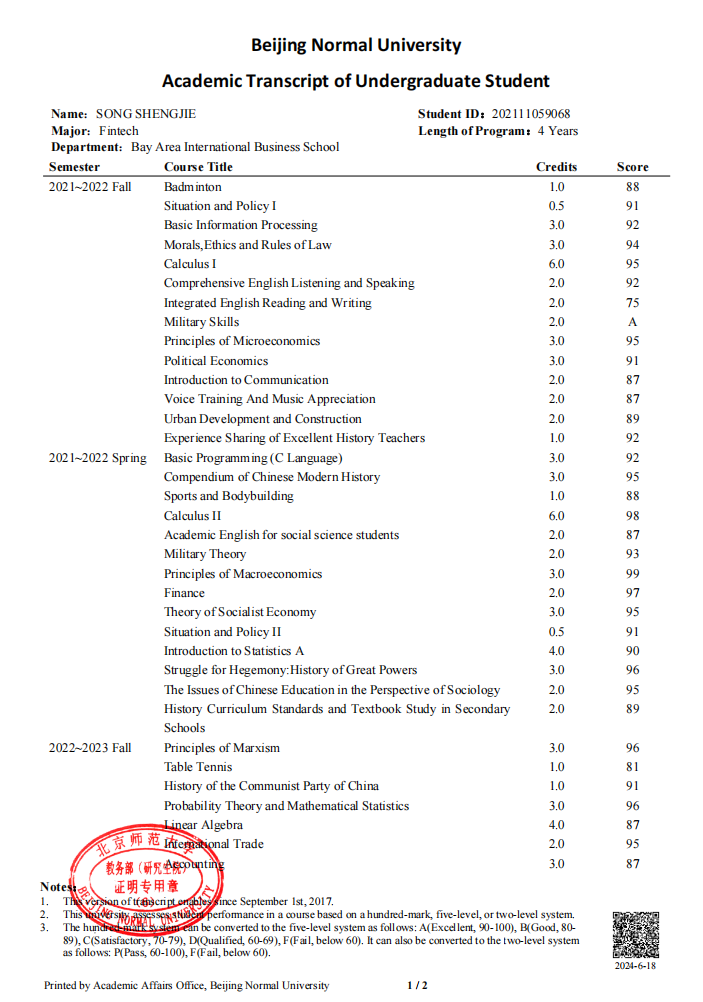 Beijing Normal University
Academic Transcript of Undergraduate Student
Name： SONG SHENGJIE Student ID： 202111059068
Major： Fintech Length of Program： 4 Years
Department： Bay Area International Business School
Semester Course Title Credits Score
2021~2022 Fall Badminton 1.0 88
Situation and Policy I 0.5 91
Basic Information Processing 3.0 92
Morals,Ethics and Rules of Law 3.0 94
Calculus I 6.0 95
Comprehensive English Listening and Speaking 2.0 92
Integrated English Reading and Writing 2.0 75
Military Skills 2.0 A
Principles of Microeconomics 3.0 95
Political Economics 3.0 91
Introduction to Communication 2.0 87
Voice Training And Music Appreciation 2.0 87
Urban Development and Construction 2.0 89
Experience Sharing of Excellent History Teachers 1.0 92
2021~2022 Spring Basic Programming (C Language) 3.0 92
Compendium of Chinese Modern History 3.0 95
Sports and Bodybuilding 1.0 88
Calculus II 6.0 98
Academic English for social science students 2.0 87
Military Theory 2.0 93
Principles of Macroeconomics 3.0 99
Finance 2.0 97
Theory of Socialist Economy 3.0 95
Situation and Policy II 0.5 91
Introduction to Statistics A 4.0 90
Struggle for Hegemony:History of Great Powers 3.0 96
The Issues of Chinese Education in the Perspective of Sociology 2.0 95
History Curriculum Standards and Textbook Study in Secondary 2.0 89
Schools
2022~2023 Fall Principles of Marxism 3.0 96
Table Tennis 1.0 81
History of the Communist Party of China 1.0 91
Probability Theory and Mathematical Statistics 3.0 96
Linear Algebra 4.0 87
International Trade 2.0 95
Accounting 3.0 87
北京师范大学
教务部（研究生院）
证明专用章
BEIJING NORMAL UNIVERSITY
Notes:
1. This version of transcript enables since September 1st, 2017.
2. This university assesses student performance in a course based on a hundred-mark, five-level, or two-level system.
3. The hundred-mark system can be converted to the five-level system as follows: A(Excellent, 90-100), B(Good, 80-
89), C(Satisfactory, 70-79), D(Qualified, 60-69), F(Fail, below 60). It can also be converted to the two-level system
as follows: P(Pass, 60-100), F(Fail, below 60).
2024-6-18
Printed by Academic Affairs Office, Beijing Normal University 1 / 2